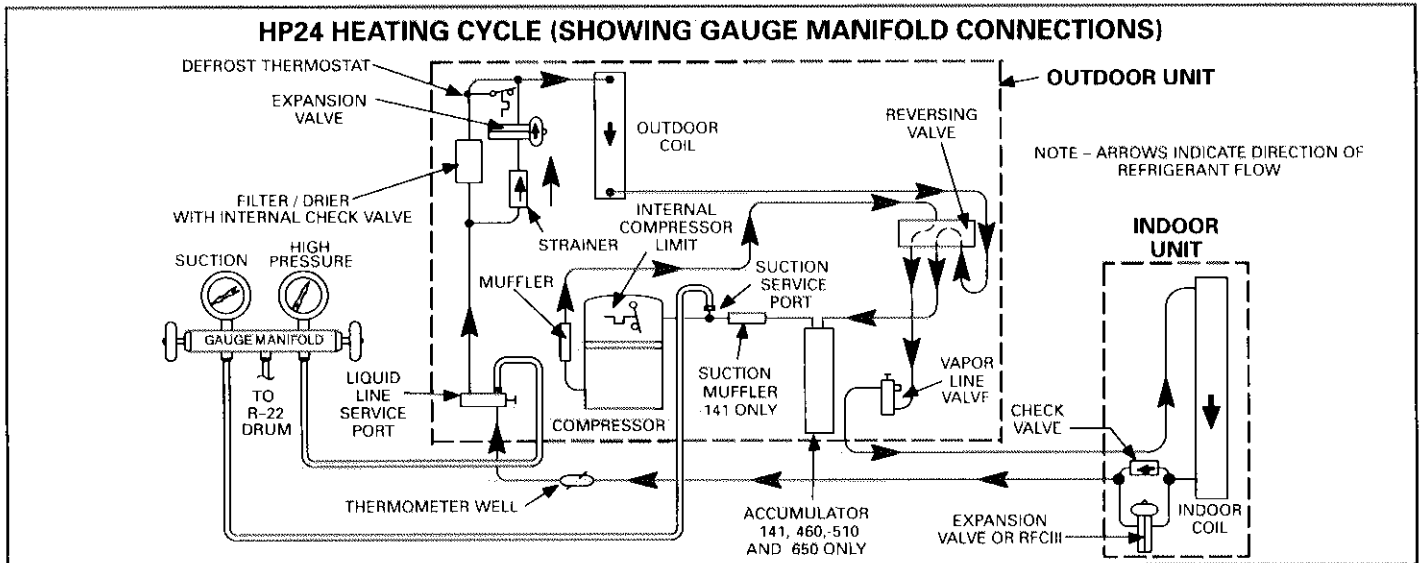 HP24 HEATING CYCLE (SHOWING GAUGE MANIFOLD CONNECTIONS)
DEFROST THERMOSTAT
EXPANSION
VALVE
OUTDOOR
COIL
OUTDOOR UNIT
REVERSING
VALVE
NOTE – ARROWS INDICATE DIRECTION OF
REFRIGERANT FLOW
FILTER / DRIER
WITH INTERNAL CHECK VALVE
STRAINER
INTERNAL
COMPRESSOR
LIMIT
INDOOR
UNIT
SUCTION
HIGH
PRESSURE
MUFFLER
SUCTION
SERVICE
PORT
GAUGE MANIFOLD
TO
R–22
DRUM
LIQUID
LINE
SERVICE
PORT
COMPRESSOR
SUCTION
MUFFLER
141 ONLY
VAPOR
LINE
VALVE
CHECK
VALVE
THERMOMETER WELL
ACCUMULATOR
141, 460,-510
AND 650 ONLY
EXPANSION
VALVE OR RFCIII
INDOOR
COIL